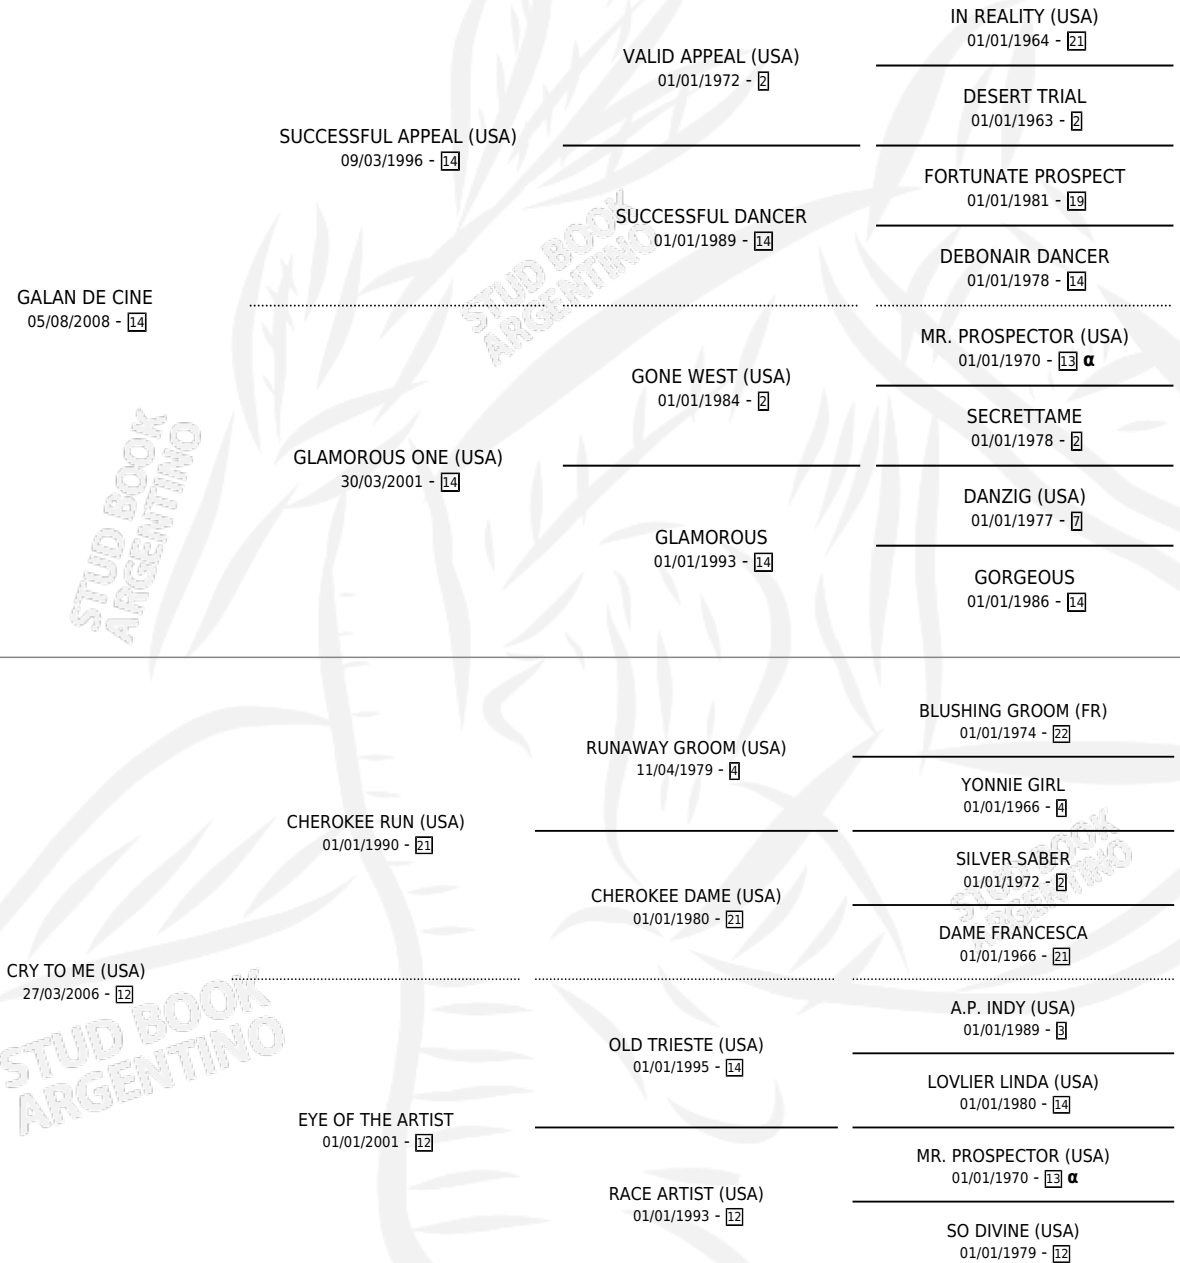 IN REALITY (USA)
01/01/1964 - 21
VALID APPEAL (USA)
01/01/1972 - 2
DESERT TRIAL
01/01/1963 - 2
SUCCESSFUL APPEAL (USA)
09/03/1996 - 14
FORTUNATE PROSPECT
01/01/1981 - 19
SUCCESSFUL DANCER
01/01/1989 - 14
DEBONAIR DANCER
01/01/1978 - 14
GALAN DE CINE
05/08/2008 - 14
MR. PROSPECTOR (USA)
01/01/1970 - 13 α
GONE WEST (USA)
01/01/1984 - 2
SECRETTAME
01/01/1978 - 2
GLAMOROUS ONE (USA)
30/03/2001 - 14
DANZIG (USA)
01/01/1977 - 7
GLAMOROUS
01/01/1993 - 14
GORGEOUS
01/01/1986 - 14
STUD BOOK
ARGENTINO
STUD BOOK
ARGENTINO
BLUSHING GROOM (FR)
01/01/1974 - 22
RUNAWAY GROOM (USA)
11/04/1979 - 4
YONNIE GIRL
01/01/1966 - 4
CHEROKEE RUN (USA)
01/01/1990 - 21
SILVER SABER
01/01/1972 - 2
CHEROKEE DAME (USA)
01/01/1980 - 21
DAME FRANCESCA
01/01/1966 - 21
CRY TO ME (USA)
27/03/2006 - 12
A.P. INDY (USA)
01/01/1989 - 3
OLD TRIESTE (USA)
01/01/1995 - 14
LOVLIER LINDA (USA)
01/01/1980 - 14
EYE OF THE ARTIST
01/01/2001 - 12
MR. PROSPECTOR (USA)
01/01/1970 - 13 α
RACE ARTIST (USA)
01/01/1993 - 12
SO DIVINE (USA)
01/01/1979 - 12
STUD BOOK
ARGENTINO
STUD BOOK
ARGENTINO